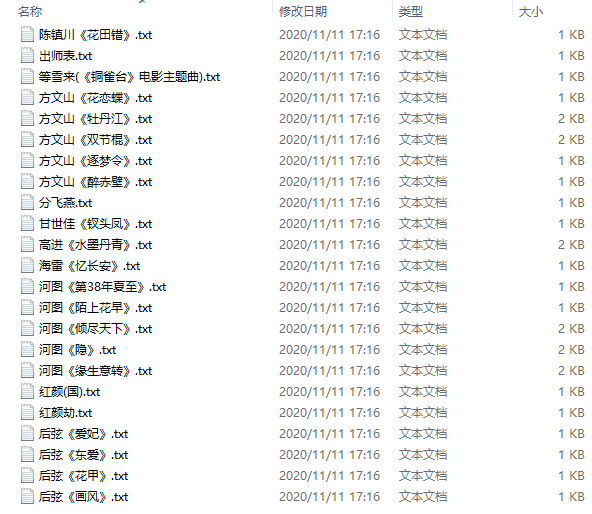 名称 修改日期 类型 大小
陈镇川《花田错》.txt 2020/11/11 17:16 文本文档 1 KB
出师表.txt 2020/11/11 17:16 文本文档 1 KB
等雪来(《铜雀台》电影主题曲).txt 2020/11/11 17:16 文本文档 1 KB
方文山《花恋蝶》.txt 2020/11/11 17:16 文本文档 1 KB
方文山《牡丹江》.txt 2020/11/11 17:16 文本文档 2 KB
方文山《双节棍》.txt 2020/11/11 17:16 文本文档 2 KB
方文山《逐梦令》.txt 2020/11/11 17:16 文本文档 1 KB
方文山《醉赤壁》.txt 2020/11/11 17:16 文本文档 1 KB
分飞燕.txt 2020/11/11 17:16 文本文档 1 KB
甘世佳《钗头凤》.txt 2020/11/11 17:16 文本文档 1 KB
高进《水墨丹青》.txt 2020/11/11 17:16 文本文档 2 KB
海雷《忆长安》.txt 2020/11/11 17:16 文本文档 1 KB
河图《第38年夏至》.txt 2020/11/11 17:16 文本文档 1 KB
河图《陌上花早》.txt 2020/11/11 17:16 文本文档 1 KB
河图《倾尽天下》.txt 2020/11/11 17:16 文本文档 2 KB
河图《隐》.txt 2020/11/11 17:16 文本文档 2 KB
河图《缘生意转》.txt 2020/11/11 17:16 文本文档 2 KB
红颜(国).txt 2020/11/11 17:16 文本文档 1 KB
红颜劫.txt 2020/11/11 17:16 文本文档 1 KB
后弦《爱妃》.txt 2020/11/11 17:16 文本文档 1 KB
后弦《东爱》.txt 2020/11/11 17:16 文本文档 1 KB
后弦《花甲》.txt 2020/11/11 17:16 文本文档 1 KB
后弦《画风》.txt 2020/11/11 17:16 文本文档 1 KB